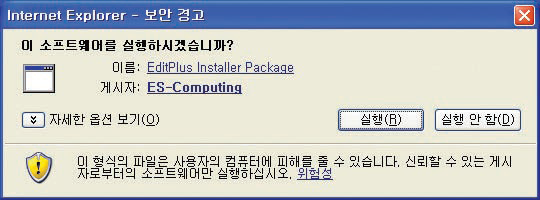 Internet Explorer - 보안 경고
이 소프트웨어를 실행하시겠습니까?
이름: EditPlus Installer Package
게시자: ES-Computing
자세한 옵션 보기(O)
실행(R)
실행 안 함(D)
이 형식의 파일은 사용자의 컴퓨터에 피해를 줄 수 있습니다. 신뢰할 수 있는 게시
자로부터의 소프트웨어만 실행하십시오. 위험성